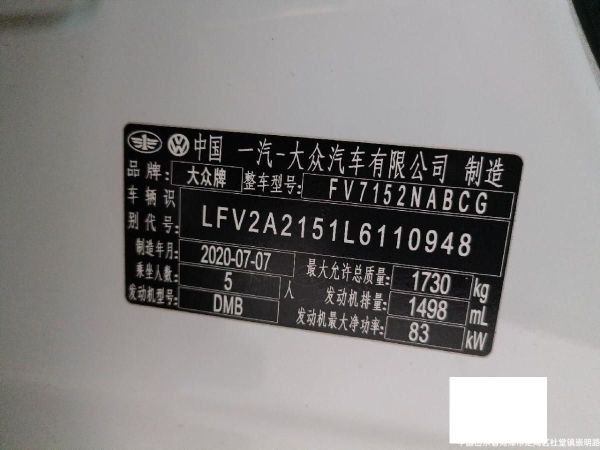 中国 一汽-大众汽车有限公司 制造
品牌: 大众牌 整车型号: FV7152NABCG
车辆识别代号: LFV2A2151L6110948
制造年月: 2020-07-07 最大允许总质量: 1730 kg
乘坐人数: 5 人 发动机排量: 1498 mL
发动机型号: DMB 发动机最大净功率: 83 kW